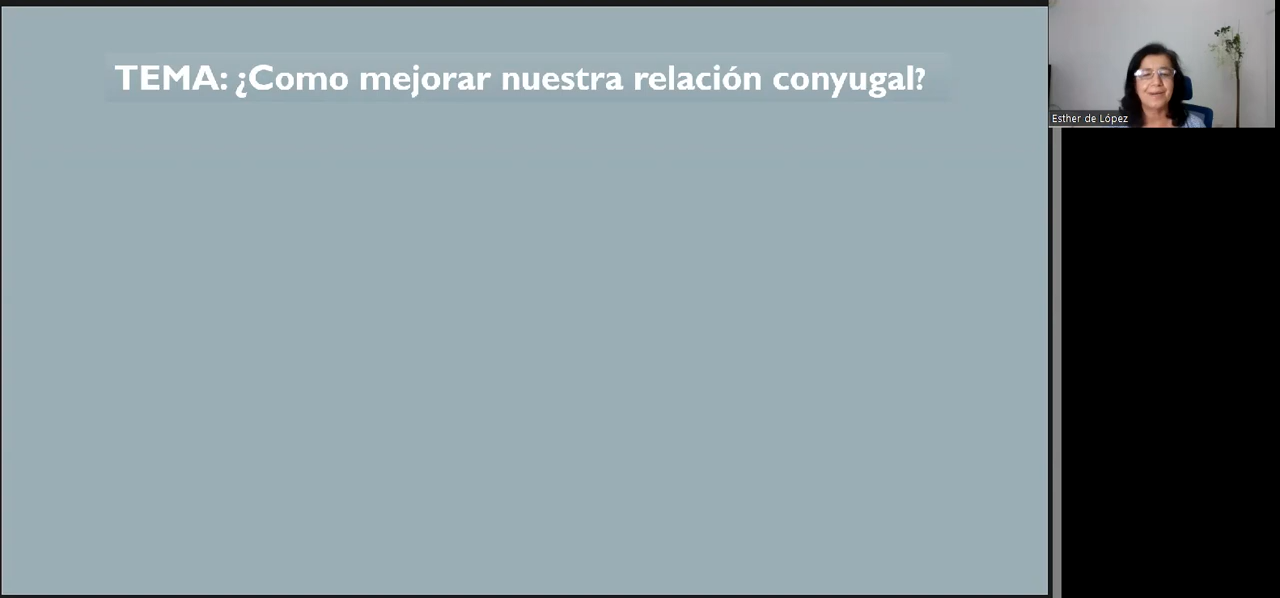 TEMA: ¿Como mejorar nuestra relación conyugal?
Esther de López